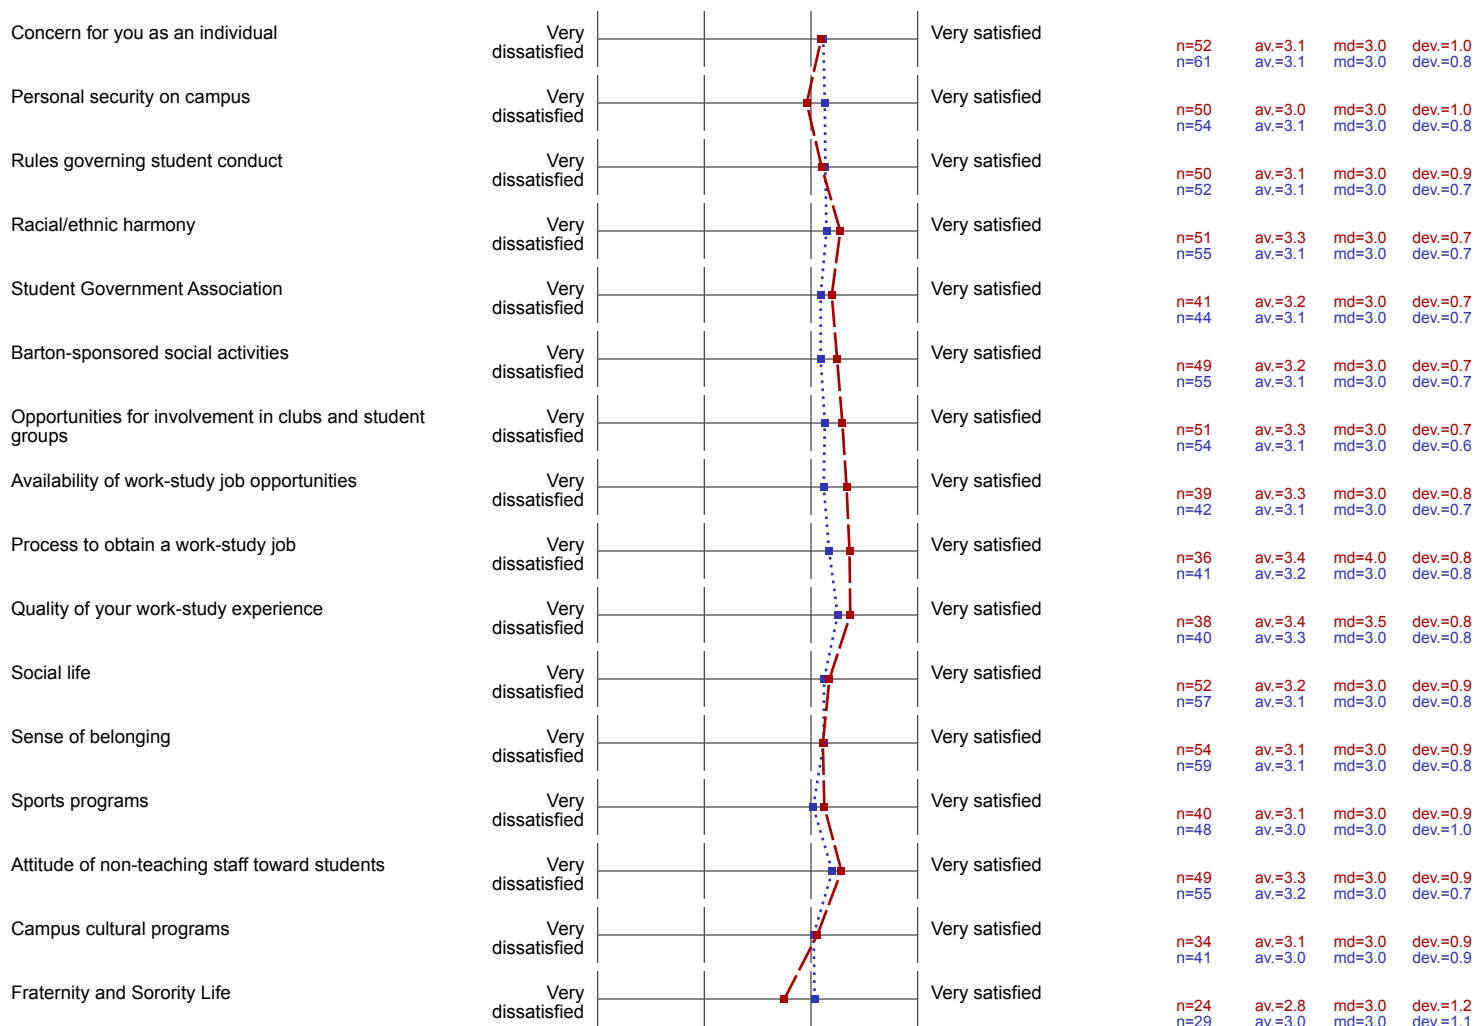 Concern for you as an individual
Very
dissatisfied
Very satisfied
n=52 av.=3.1 md=3.0 dev.=1.0
n=61 av.=3.1 md=3.0 dev.=0.8
Personal security on campus
Very
dissatisfied
Very satisfied
n=50 av.=3.0 md=3.0 dev.=1.0
n=54 av.=3.1 md=3.0 dev.=0.8
Rules governing student conduct
Very
dissatisfied
Very satisfied
n=50 av.=3.1 md=3.0 dev.=0.9
n=52 av.=3.1 md=3.0 dev.=0.7
Racial/ethnic harmony
Very
dissatisfied
Very satisfied
n=51 av.=3.3 md=3.0 dev.=0.7
n=55 av.=3.1 md=3.0 dev.=0.7
Student Government Association
Very
dissatisfied
Very satisfied
n=41 av.=3.2 md=3.0 dev.=0.7
n=44 av.=3.1 md=3.0 dev.=0.7
Barton-sponsored social activities
Very
dissatisfied
Very satisfied
n=49 av.=3.2 md=3.0 dev.=0.7
n=55 av.=3.1 md=3.0 dev.=0.7
Opportunities for involvement in clubs and student
groups
Very
dissatisfied
Very satisfied
n=51 av.=3.3 md=3.0 dev.=0.7
n=54 av.=3.1 md=3.0 dev.=0.6
Availability of work-study job opportunities
Very
dissatisfied
Very satisfied
n=39 av.=3.3 md=3.0 dev.=0.8
n=42 av.=3.1 md=3.0 dev.=0.7
Process to obtain a work-study job
Very
dissatisfied
Very satisfied
n=36 av.=3.4 md=4.0 dev.=0.8
n=41 av.=3.2 md=3.0 dev.=0.8
Quality of your work-study experience
Very
dissatisfied
Very satisfied
n=38 av.=3.4 md=3.5 dev.=0.8
n=40 av.=3.3 md=3.0 dev.=0.8
Social life
Very
dissatisfied
Very satisfied
n=52 av.=3.2 md=3.0 dev.=0.9
n=57 av.=3.1 md=3.0 dev.=0.8
Sense of belonging
Very
dissatisfied
Very satisfied
n=54 av.=3.1 md=3.0 dev.=0.9
n=59 av.=3.1 md=3.0 dev.=0.8
Sports programs
Very
dissatisfied
Very satisfied
n=40 av.=3.1 md=3.0 dev.=0.9
n=48 av.=3.0 md=3.0 dev.=1.0
Attitude of non-teaching staff toward students
Very
dissatisfied
Very satisfied
n=49 av.=3.3 md=3.0 dev.=0.9
n=55 av.=3.2 md=3.0 dev.=0.7
Campus cultural programs
Very
dissatisfied
Very satisfied
n=34 av.=3.1 md=3.0 dev.=0.9
n=41 av.=3.0 md=3.0 dev.=0.9
Fraternity and Sorority Life
Very
dissatisfied
Very satisfied
n=24 av.=2.8 md=3.0 dev.=1.2
n=29 av.=3.0 md=3.0 dev.=1.1